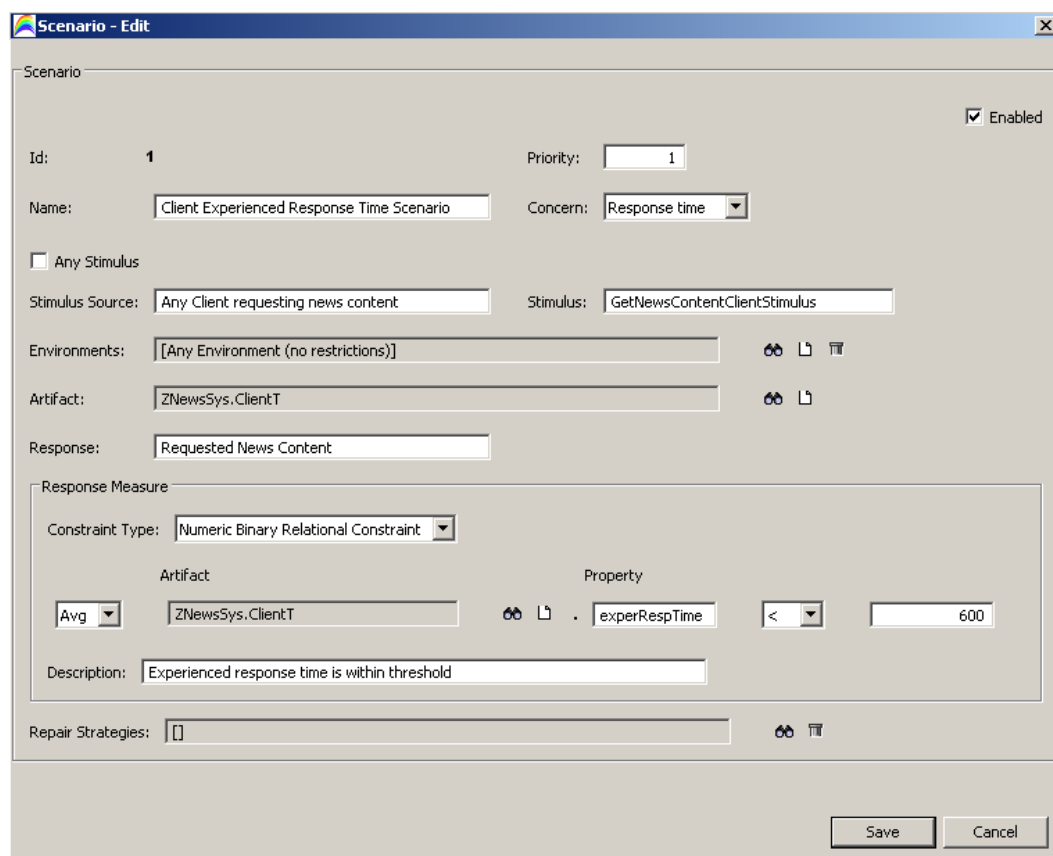 Scenario - Edit
Scenario
Enabled
Id: 1 Priority: 1
Name: Client Experienced Response Time Scenario Concern: Response time
Any Stimulus
Stimulus Source: Any Client requesting news content Stimulus: GetNewsContentClientStimulus
Environments: [Any Environment (no restrictions)]
Artifact: ZNewsSys.ClientT
Response: Requested News Content
Response Measure
Constraint Type: Numeric Binary Relational Constraint
Artifact Property
Avg ZNewsSys.ClientT . experRespTime < 600
Description: Experienced response time is within threshold
Repair Strategies: []
Save Cancel